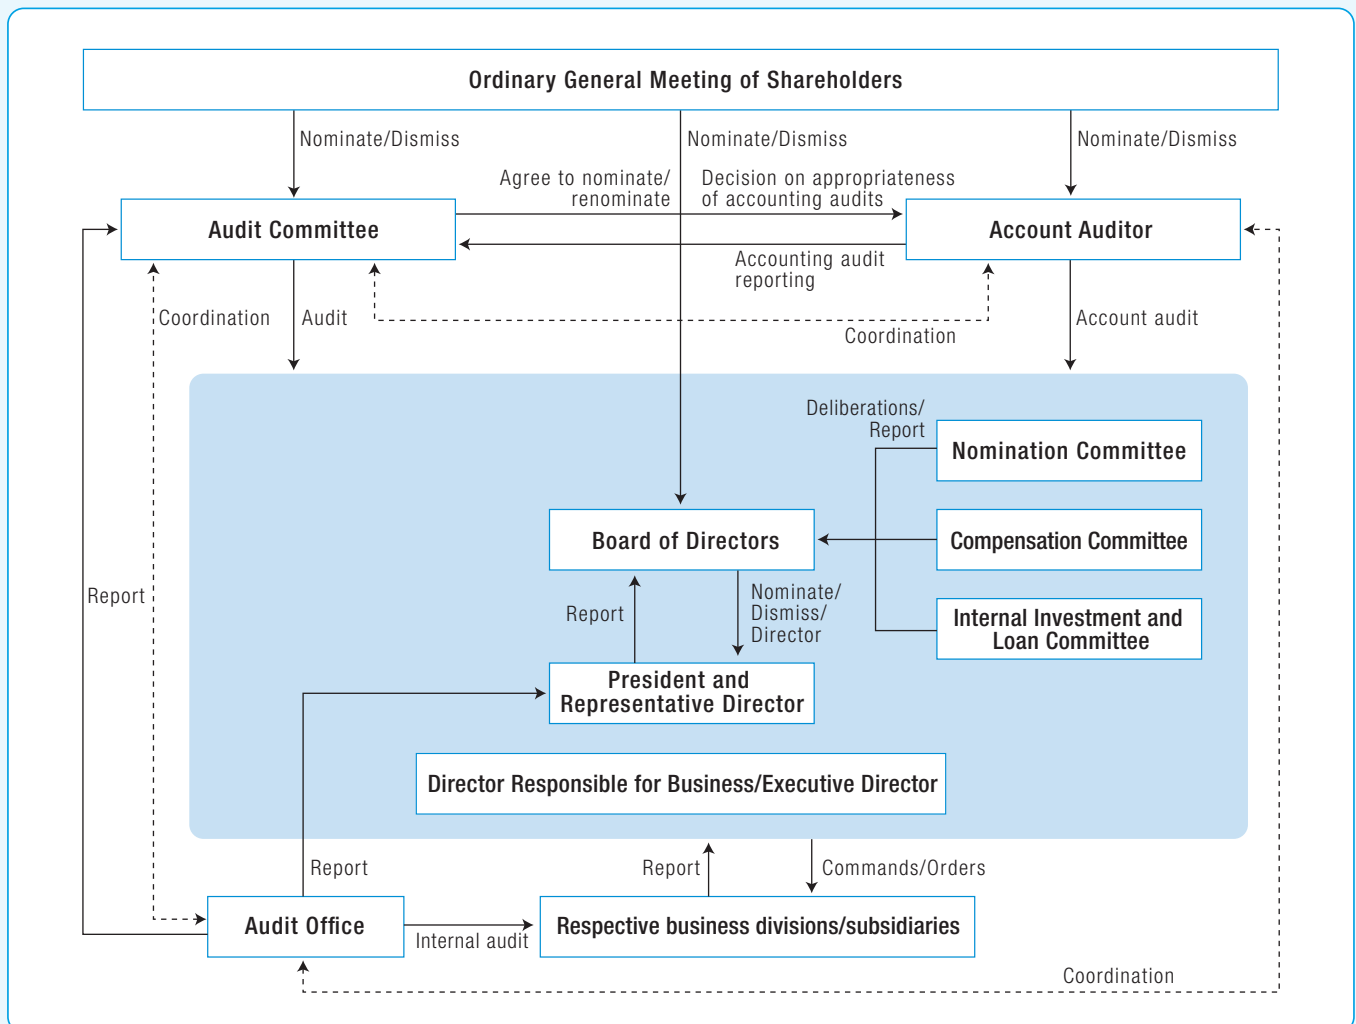 Ordinary General Meeting of Shareholders
Nominate/Dismiss
Nominate/Dismiss
Nominate/Dismiss
Agree to nominate/
renominate
Decision on appropriateness
of accounting audits
Audit Committee
Account Auditor
Accounting audit
reporting
Coordination
Audit
Coordination
Account audit
Deliberations/
Report
Nomination Committee
Board of Directors
Compensation Committee
Report
Report
Nominate/
Dismiss/
Director
Internal Investment and
Loan Committee
President and
Representative Director
Director Responsible for Business/Executive Director
Report
Report
Commands/Orders
Audit Office
Internal audit
Respective business divisions/subsidiaries
Coordination